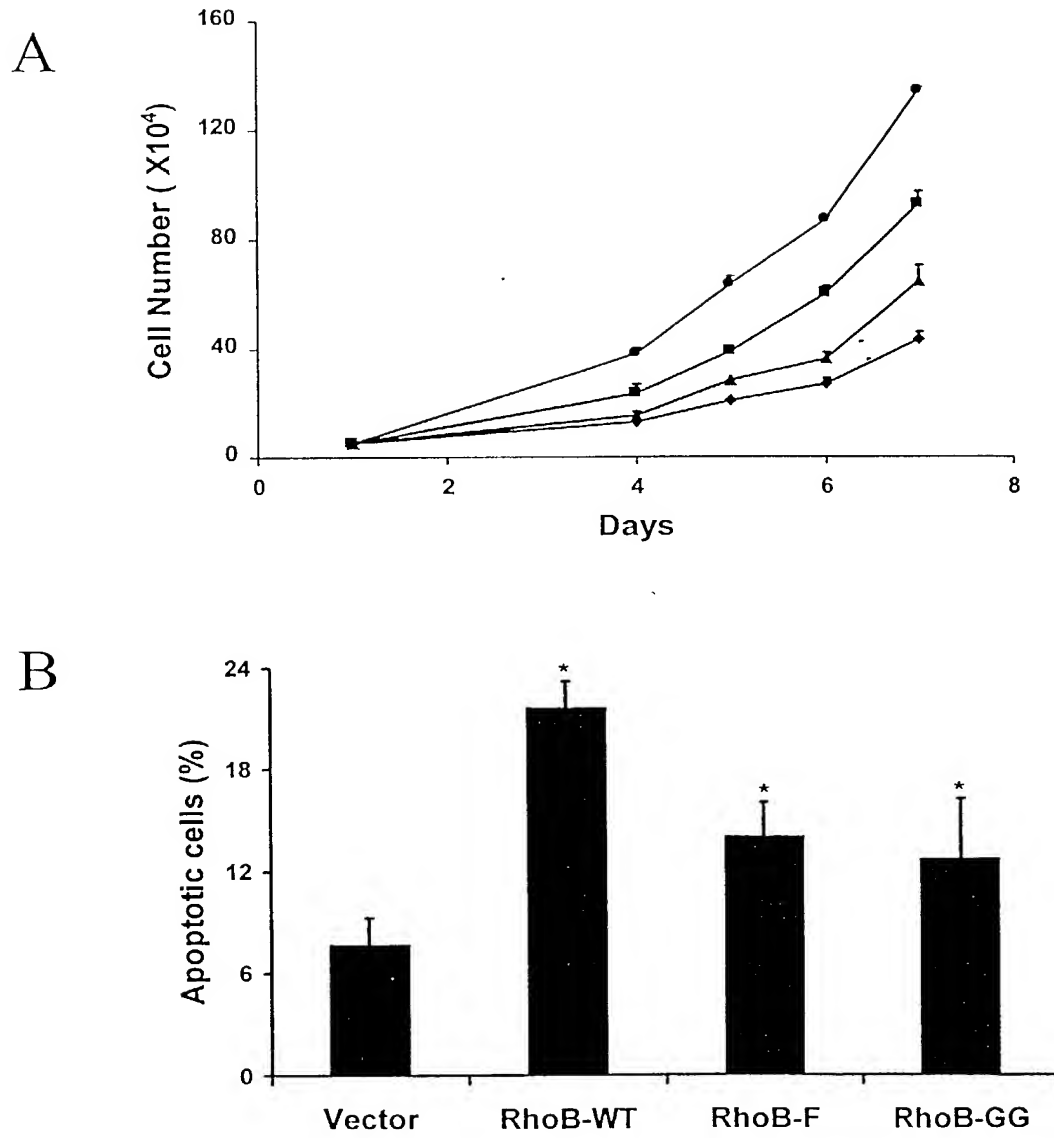 A
160
120
80
40
0
Cell Number ( X10⁴)
0 2 4 6 8
Days
B
24
18
12
6
0
Apoptotic cells (%)
* * *
Vector RhoB-WT RhoB-F RhoB-GG